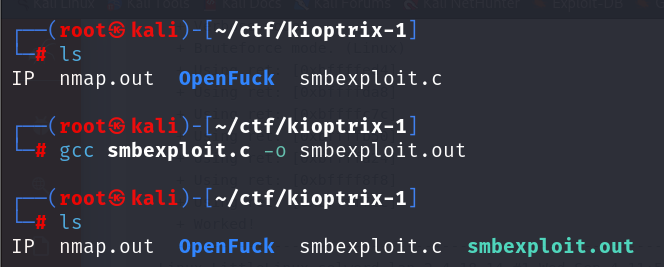 ┌──(root㉿kali)-[~/ctf/kioptrix-1]
└─# ls
IP nmap.out OpenFuck smbexploit.c
┌──(root㉿kali)-[~/ctf/kioptrix-1]
└─# gcc smbexploit.c -o smbexploit.out
┌──(root㉿kali)-[~/ctf/kioptrix-1]
└─# ls
IP nmap.out OpenFuck smbexploit.c smbexploit.out